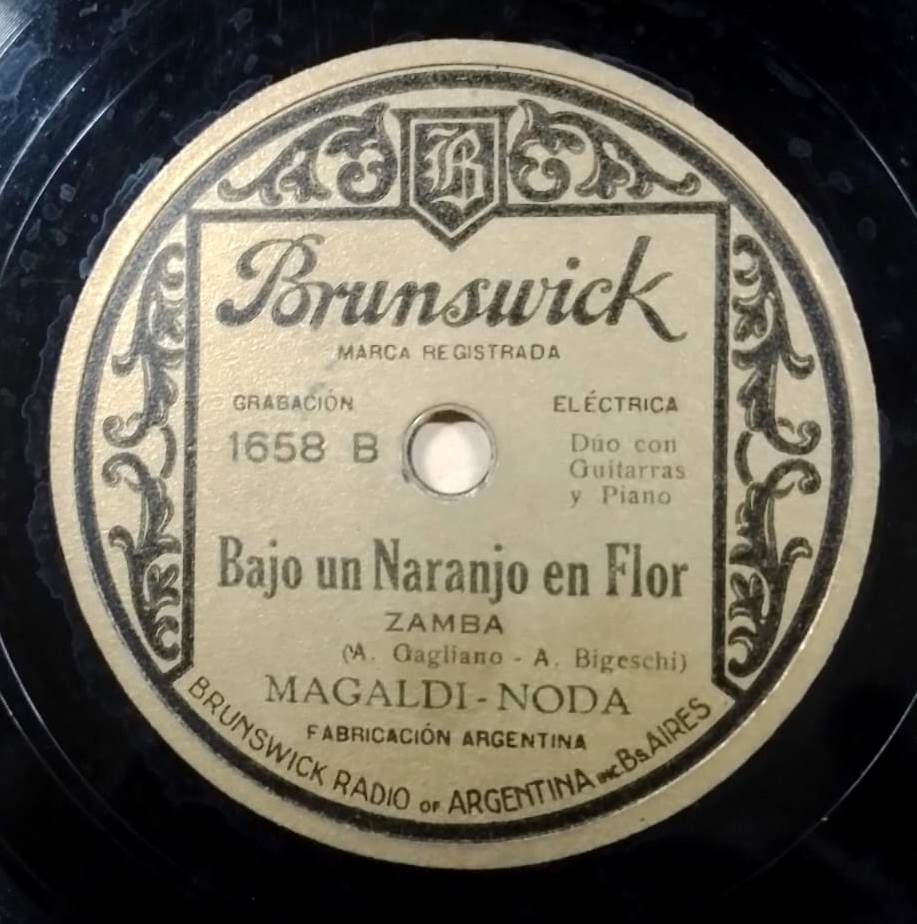 B
Brunswick
MARCA REGISTRADA
GRABACIÓN ELÉCTRICA
1658 B
Dúo con
Guitarras
y Piano
Bajo un Naranjo en Flor
ZAMBA
(A. Gagliano - A. Bigeschi)
MAGALDI-NODA
FABRICACIÓN ARGENTINA
BRUNSWICK RADIO OF ARGENTINA INC Bs AIRES